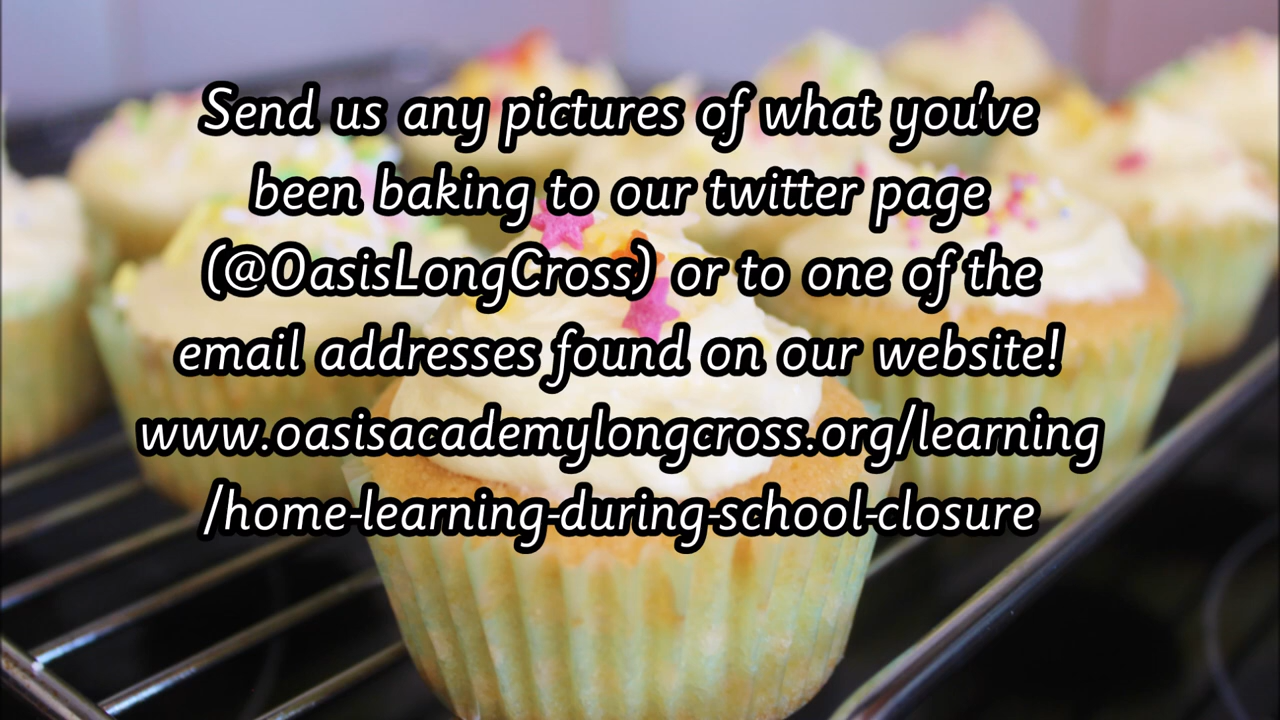 Send us any pictures of what you've
been baking to our twitter page
(@OasisLongCross) or to one of the
email addresses found on our website!
www.oasisacademylongcross.org/learning
/home-learning-during-school-closure